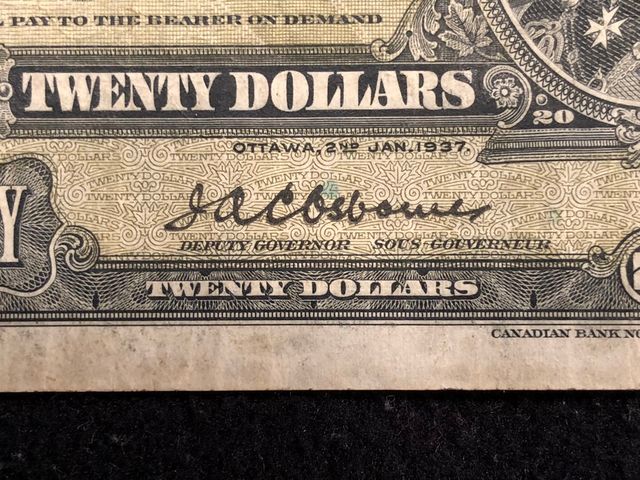 PAY TO THE BEARER ON DEMAND
TWENTY DOLLARS
20
OTTAWA, 2ND JAN. 1937
J A C Osborne
DEPUTY GOVERNOR SOUS-GOUVERNEUR
Y
TWENTY DOLLARS
CANADIAN BANK NO